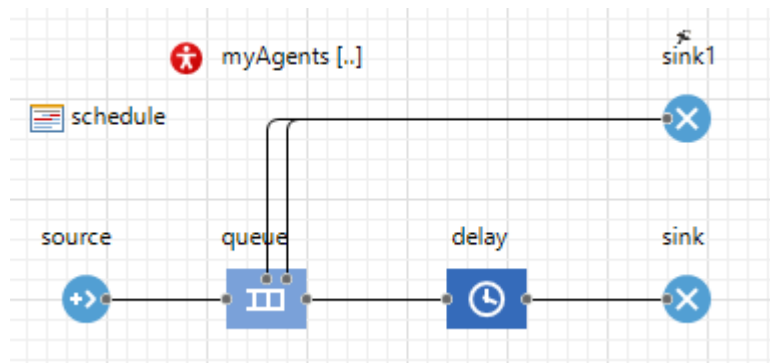 myAgents [..]
sink1
schedule
source
queue
delay
sink